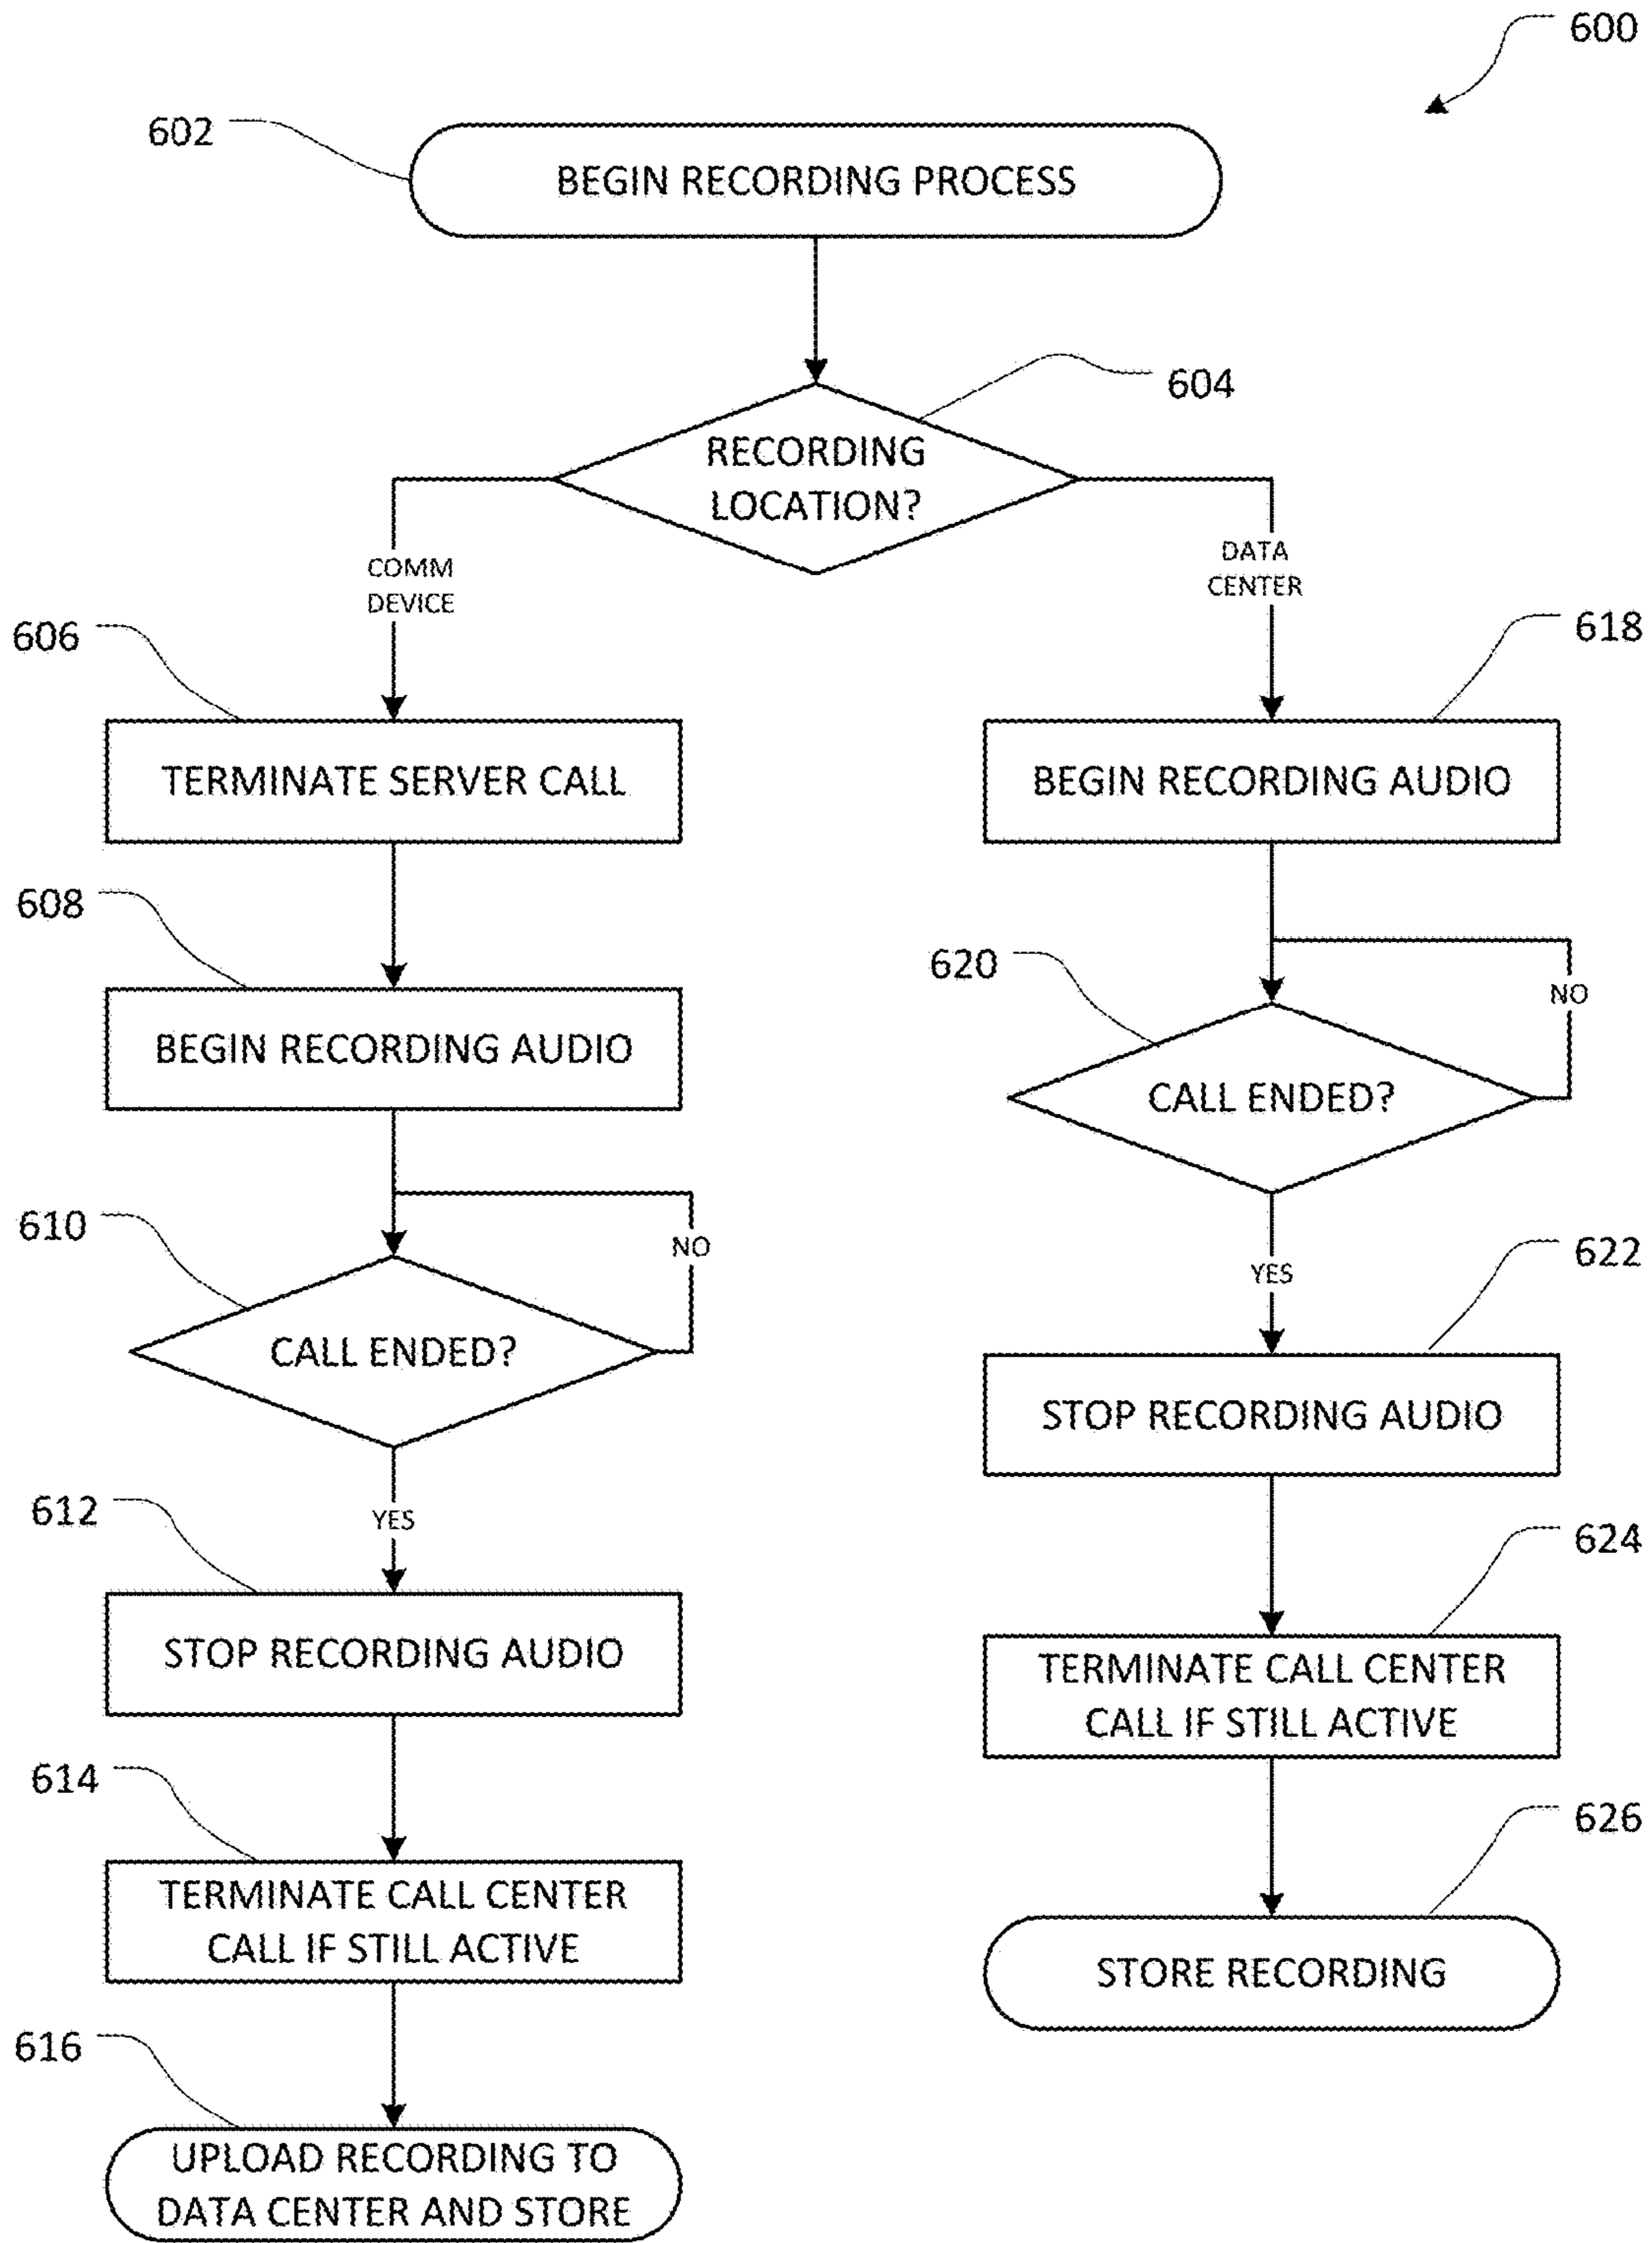 600
602
BEGIN RECORDING PROCESS
604
RECORDING
LOCATION?
COMM
DEVICE
DATA
CENTER
606
TERMINATE SERVER CALL
608
BEGIN RECORDING AUDIO
610
NO
CALL ENDED?
YES
612
STOP RECORDING AUDIO
614
TERMINATE CALL CENTER
CALL IF STILL ACTIVE
616
UPLOAD RECORDING TO
DATA CENTER AND STORE
618
BEGIN RECORDING AUDIO
620
NO
CALL ENDED?
YES
622
STOP RECORDING AUDIO
624
TERMINATE CALL CENTER
CALL IF STILL ACTIVE
626
STORE RECORDING